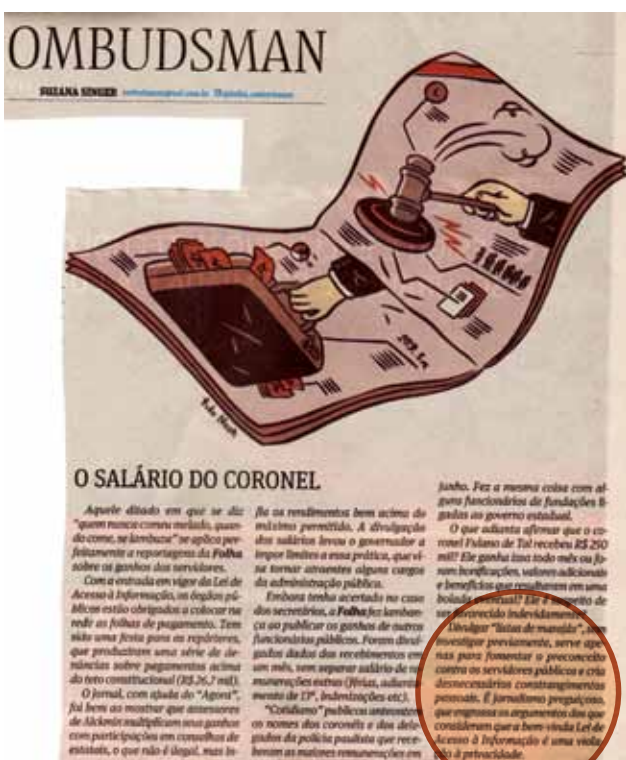 OMBUDSMAN
SUZANA SINGER
O SALÁRIO DO CORONEL
Aquele ditado em que se diz
"quem nunca comeu melado, quan-
do come, se lambuza" se aplica per-
feitamente a reportagens da Folha
sobre os ganhos dos servidores.
Com a entrada em vigor da Lei de
Acesso à Informação, os órgãos pú-
blicos estão obrigados a colocar na
rede as folhas de pagamento. Tem
sido uma festa para os repórteres,
que produziram uma série de de-
núncias sobre pagamentos acima
do teto constitucional (R$ 26,7 mil).
O jornal, com ajuda do "Agora",
foi bem ao mostrar que assessores
de Alckmin multiplicam seus ganhos
com participações em conselhos de
estatais, o que não é ilegal, mas in-
fla os rendimentos bem acima do
máximo permitido. A divulgação
dos salários levou o governador a
impor limites a essa prática, que vi-
sa tornar atraentes alguns cargos
da administração pública.
Embora tenha acertado no caso
dos secretários, a Folha fez lamban-
ça ao publicar os ganhos de outros
funcionários públicos. Foram divul-
gados dados dos recebimentos em
um mês, sem separar salário de re-
munerações extras (férias, adianta-
mento de 13º, indenizações etc).
"Cotidiano" publicou anteontem
os nomes dos coronéis e dos dele-
gados da polícia paulista que rece-
beram as maiores remunerações em
junho. Fez a mesma coisa com al-
guns funcionários de fundações li-
gadas ao governo estadual.
O que adianta afirmar que o co-
ronel Fulano de Tal recebeu R$ 250
mil? Ele ganha isso todo mês ou fo-
ram bonificações, valores adicionais
e benefícios que resultaram em uma
bolada eventual? Ele é suspeito de
ser favorecido indevidamente?
Divulgar "listas de marajás", sem
investigar previamente, serve ape-
nas para fomentar o preconceito
contra os servidores públicos e cria
desnecessários constrangimentos
pessoais. É jornalismo preguiçoso,
que engrossa os argumentos dos que
consideram que a bem-vinda Lei de
Acesso à Informação é uma viola-
ção à privacidade.